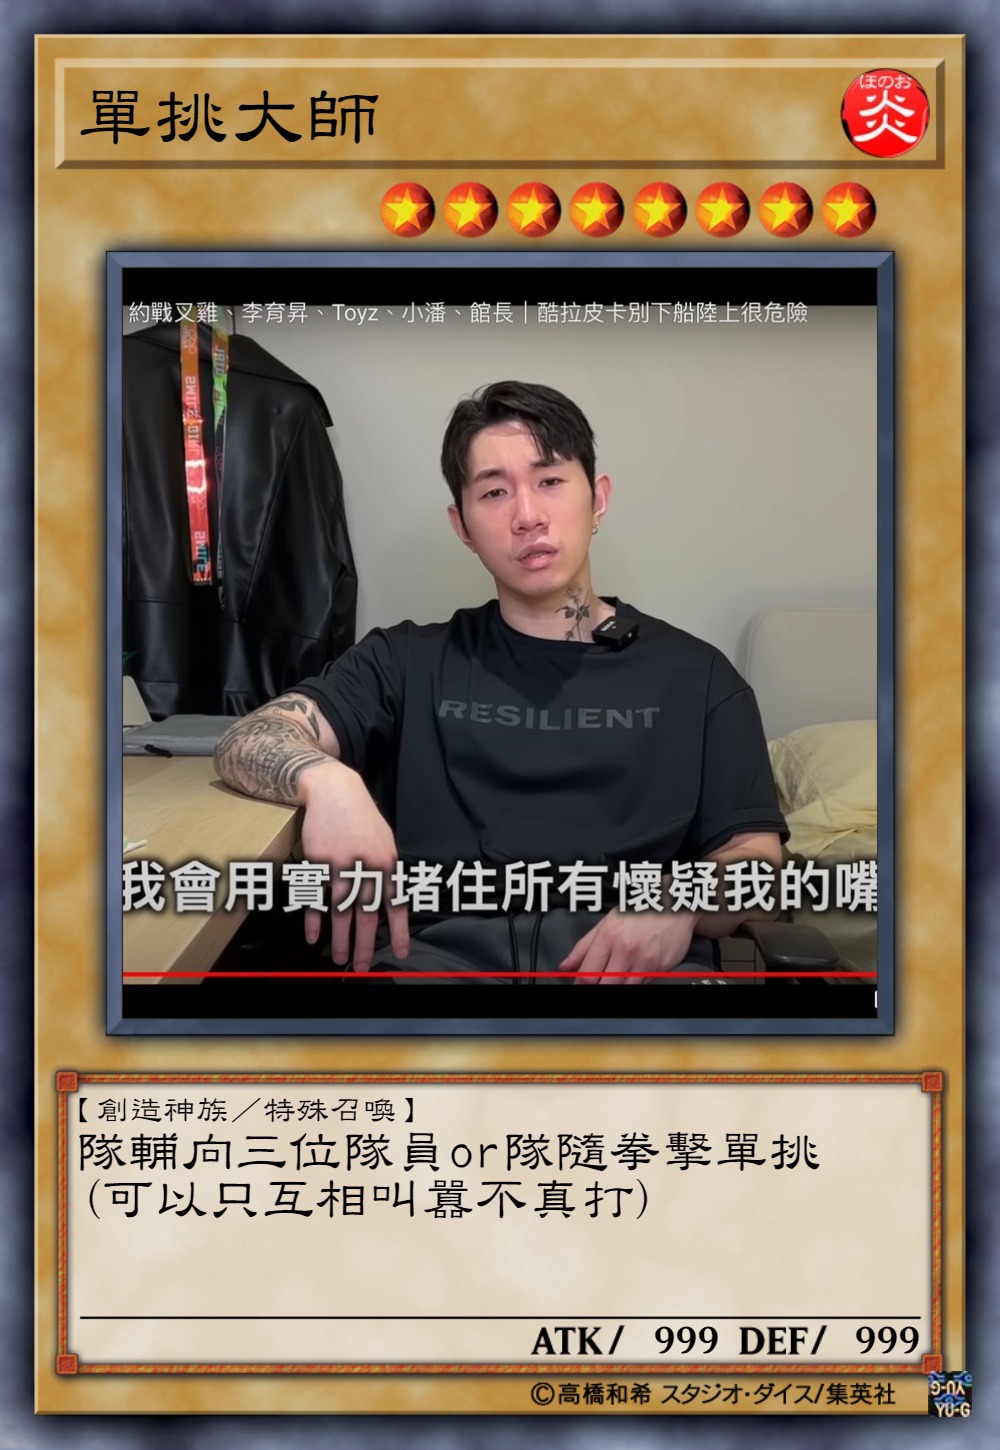 單挑大師
ほのお
炎
約戰叉雞、李育昇、Toyz、小潘、館長｜酷拉皮卡別下船陸上很危險
SMILE
RESILIENT
我會用實力堵住所有懷疑我的嘴
【創造神族／特殊召喚】
隊輔向三位隊員or隊隨拳擊單挑
(可以只互相叫囂不真打)
ATK/ 999 DEF/ 999
©高橋和希 スタジオ・ダイス/集英社
YU-G
YU-G